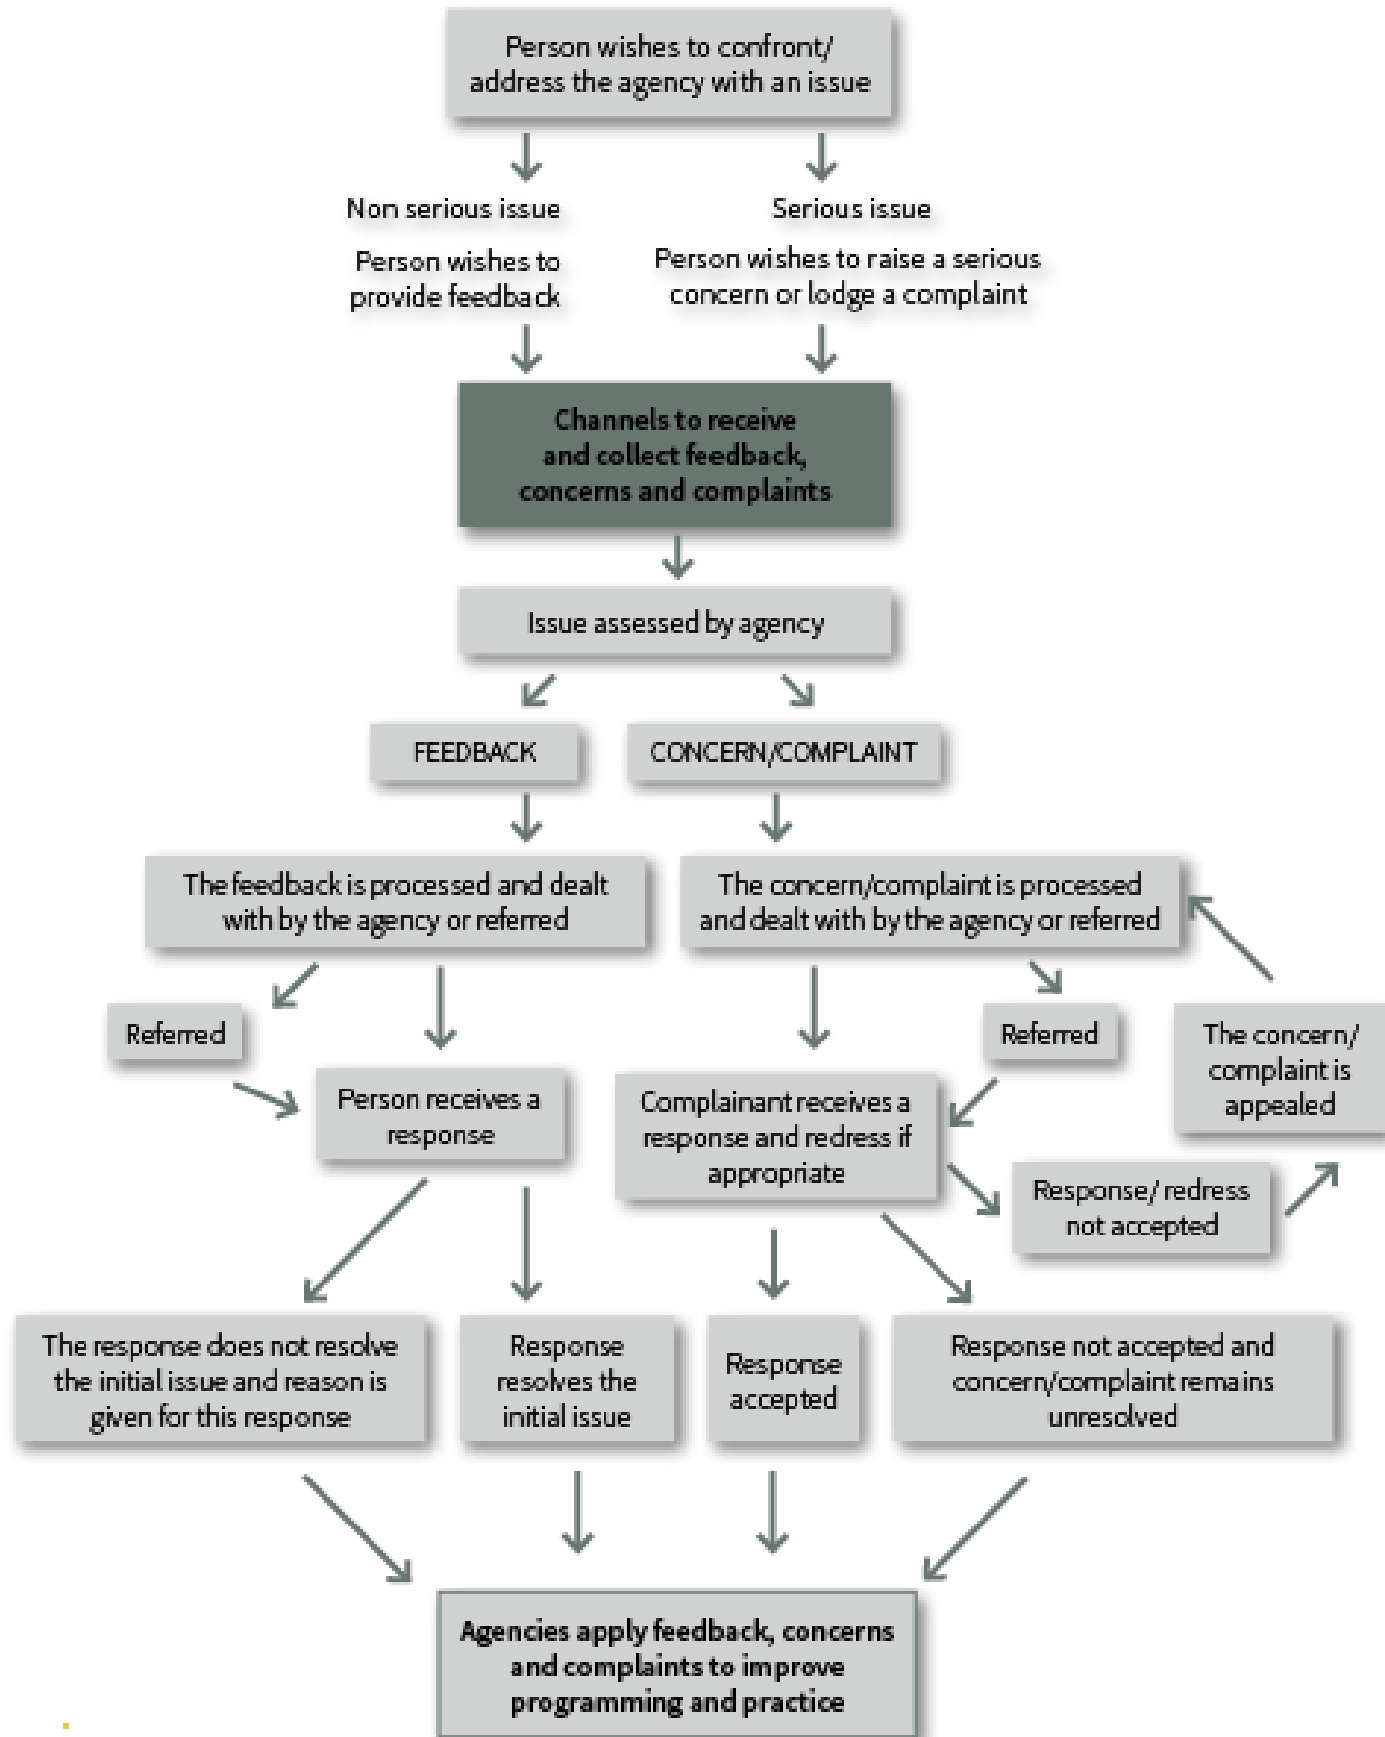 Person wishes to confront/
address the agency with an issue
Non serious issue
Person wishes to
provide feedback
Serious issue
Person wishes to raise a serious
concern or lodge a complaint
Channels to receive
and collect feedback,
concerns and complaints
Issue assessed by agency
FEEDBACK
CONCERN/COMPLAINT
The feedback is processed and dealt
with by the agency or referred
The concern/complaint is processed
and dealt with by the agency or referred
Referred
Person receives a
response
Complainant receives a
response and redress if
appropriate
Referred
The concern/
complaint is
appealed
Response/ redress
not accepted
The response does not resolve
the initial issue and reason is
given for this response
Response
resolves the
initial issue
Response
accepted
Response not accepted and
concern/complaint remains
unresolved
Agencies apply feedback, concerns
and complaints to improve
programming and practice